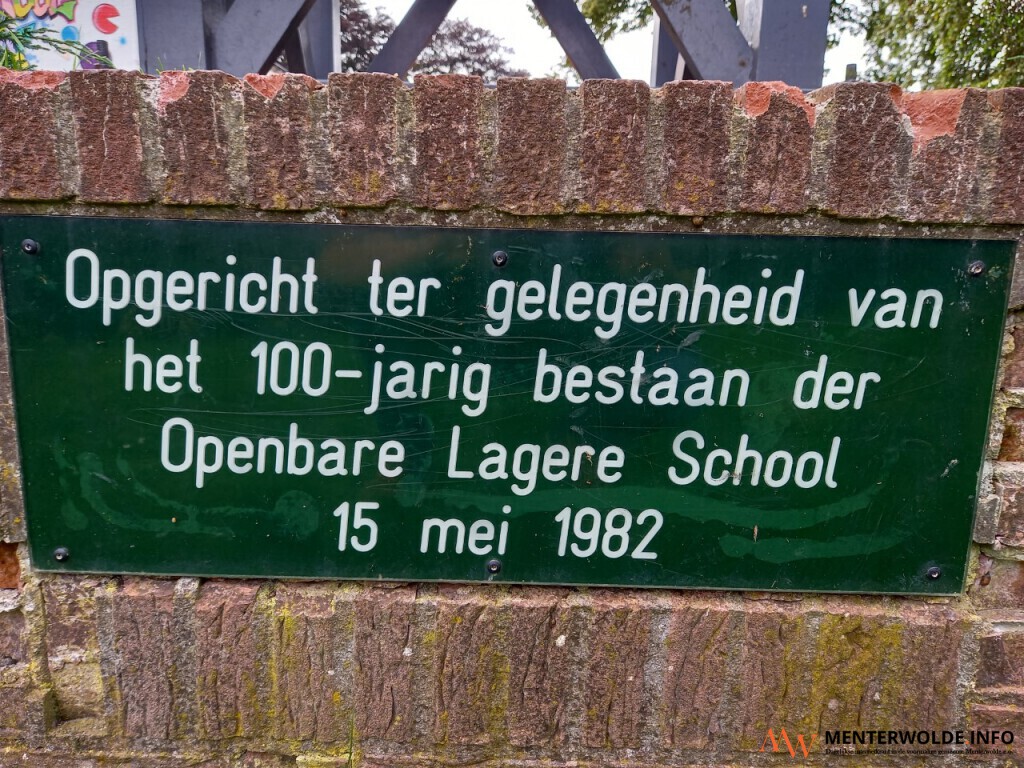 Opgericht ter gelegenheid van
het 100-jarig bestaan der
Openbare Lagere School
15 mei 1982
MENTERWOLDE INFO